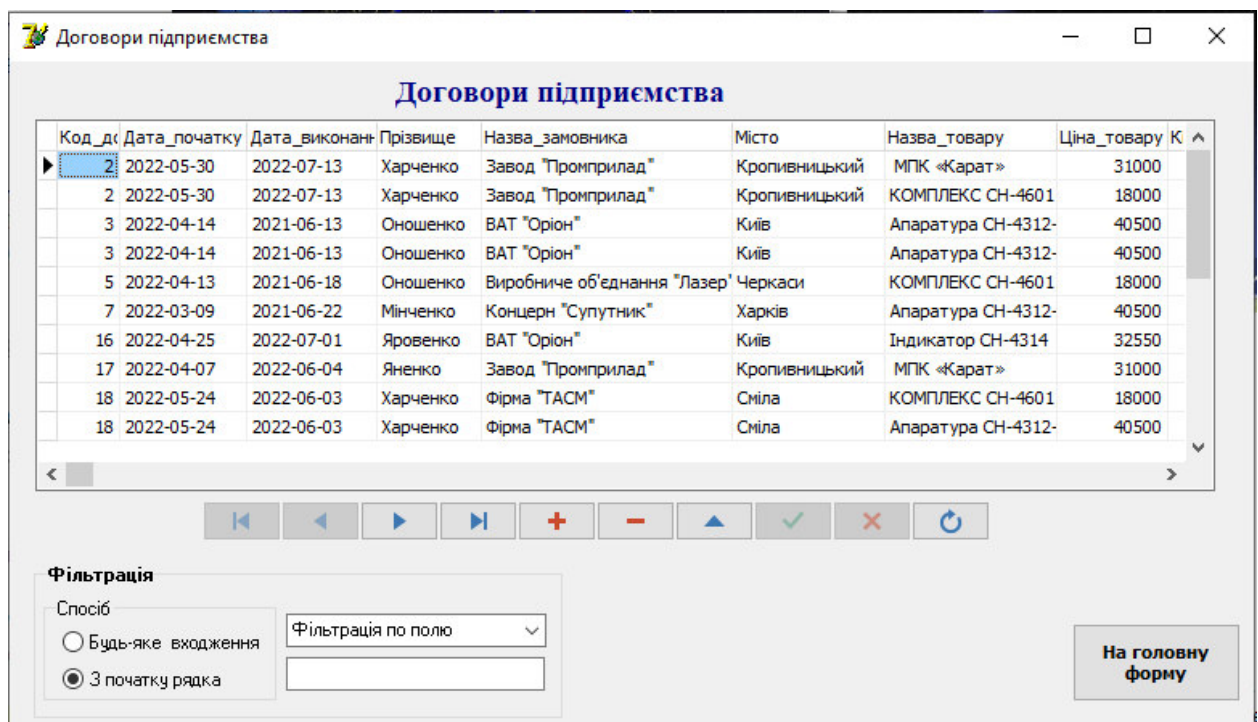 Договори підприємства
Договори підприємства
Код_до Дата_початку Дата_виконанн Прізвище Назва_замовника Місто Назва_товару Ціна_товару Кі
2 2022-05-30 2022-07-13 Харченко Завод "Промприлад" Кропивницький МПК «Карат» 31000
2 2022-05-30 2022-07-13 Харченко Завод "Промприлад" Кропивницький КОМПЛЕКС СН-4601 18000
3 2022-04-14 2021-06-13 Оношенко ВАТ "Оріон" Київ Апаратура СН-4312- 40500
3 2022-04-14 2021-06-13 Оношенко ВАТ "Оріон" Київ Апаратура СН-4312- 40500
5 2022-04-13 2021-06-18 Оношенко Виробниче об'єднання "Лазер" Черкаси КОМПЛЕКС СН-4601 18000
7 2022-03-09 2021-06-22 Мінченко Концерн "Супутник" Харків Апаратура СН-4312- 40500
16 2022-04-25 2022-07-01 Яровенко ВАТ "Оріон" Київ Індикатор СН-4314 32550
17 2022-04-07 2022-06-04 Яненко Завод "Промприлад" Кропивницький МПК «Карат» 31000
18 2022-05-24 2022-06-03 Харченко Фірма "ТАСМ" Сміла КОМПЛЕКС СН-4601 18000
18 2022-05-24 2022-06-03 Харченко Фірма "ТАСМ" Сміла Апаратура СН-4312- 40500
Фільтрація
Спосіб
Будь-яке входження
З початку рядка
Фільтрація по полю
На головну
форму